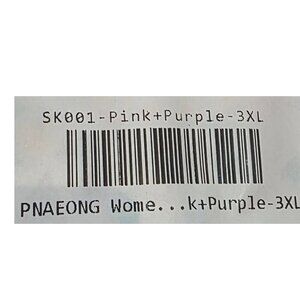 SK001-Pink+Purple-3XL
PNAEONG Wome...k+Purple-3XL